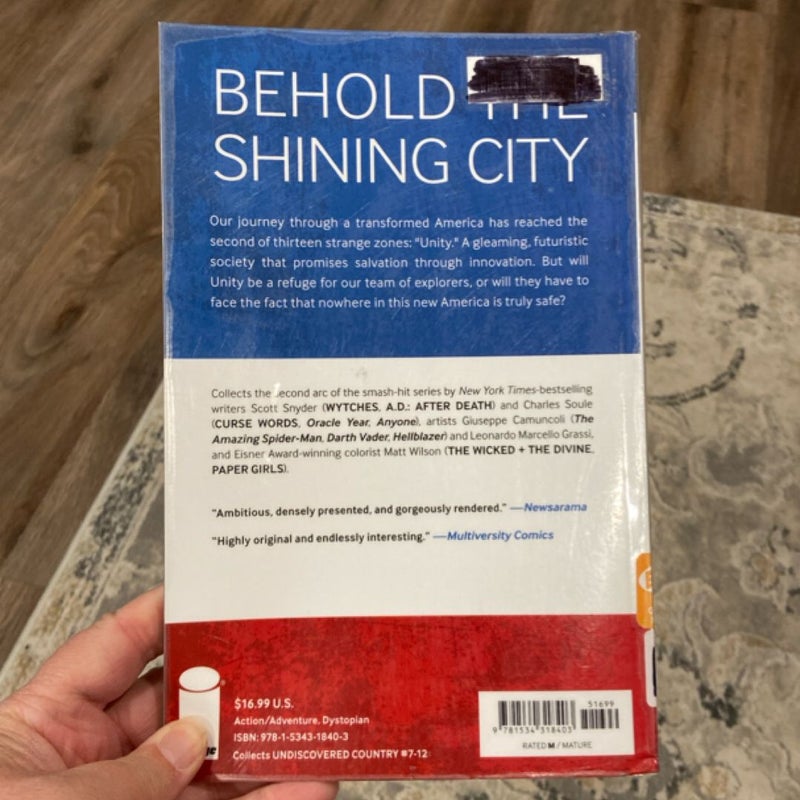 BEHOLD THE
SHINING CITY
Our journey through a transformed America has reached the
second of thirteen strange zones: "Unity." A gleaming, futuristic
society that promises salvation through innovation. But will
Unity be a refuge for our team of explorers, or will they have to
face the fact that nowhere in this new America is truly safe?
Collects the second arc of the smash-hit series by New York Times-bestselling
writers Scott Snyder (WYTCHES, A.D.: AFTER DEATH) and Charles Soule
(CURSE WORDS, Oracle Year, Anyone), artists Giuseppe Camuncoli (The
Amazing Spider-Man, Darth Vader, Hellblazer) and Leonardo Marcello Grassi,
and Eisner Award-winning colorist Matt Wilson (THE WICKED + THE DIVINE,
PAPER GIRLS).
"Ambitious, densely presented, and gorgeously rendered." —Newsarama
"Highly original and endlessly interesting." —Multiversity Comics
$16.99 U.S.
Action/Adventure, Dystopian
ISBN: 978-1-5343-1840-3
Collects UNDISCOVERED COUNTRY #7-12
51699
9 781534 318403
RATED M / MATURE